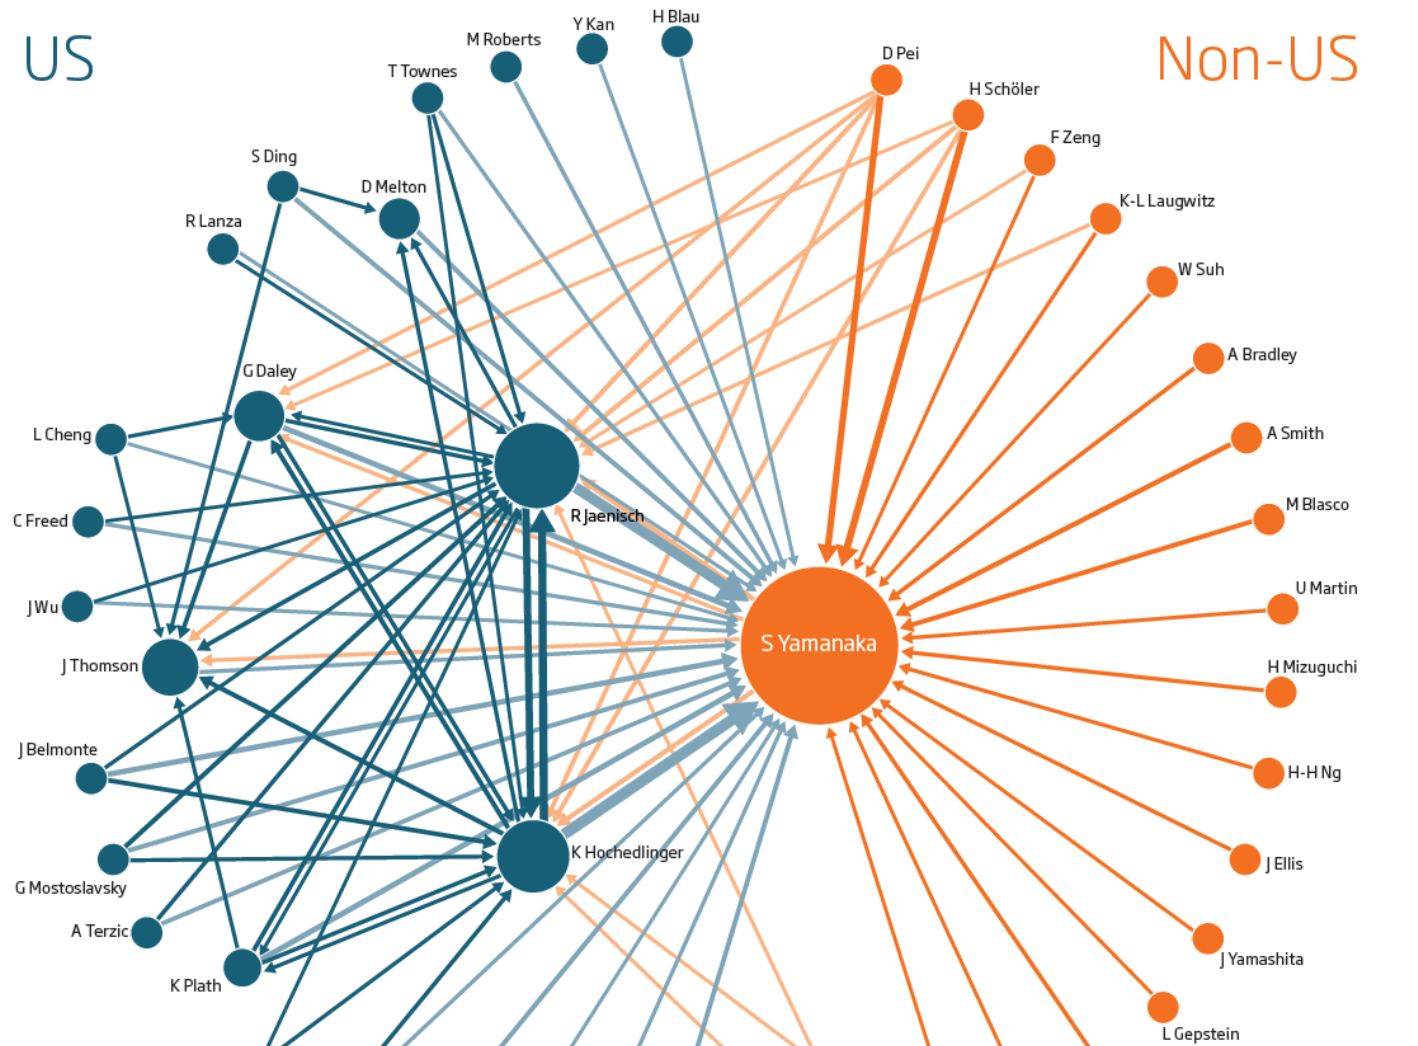 US
Non-US
H Blau
Y Kan
M Roberts
T Townes
D Pei
H Schöler
F Zeng
S Ding
D Melton
R Lanza
K-L Laugwitz
W Suh
A Bradley
G Daley
L Cheng
A Smith
M Blasco
C Freed
R Jaenisch
U Martin
J Wu
S Yamanaka
J Thomson
H Mizuguchi
J Belmonte
H-H Ng
K Hochedlinger
J Ellis
G Mostoslavsky
A Terzic
J Yamashita
K Plath
L Gepstein